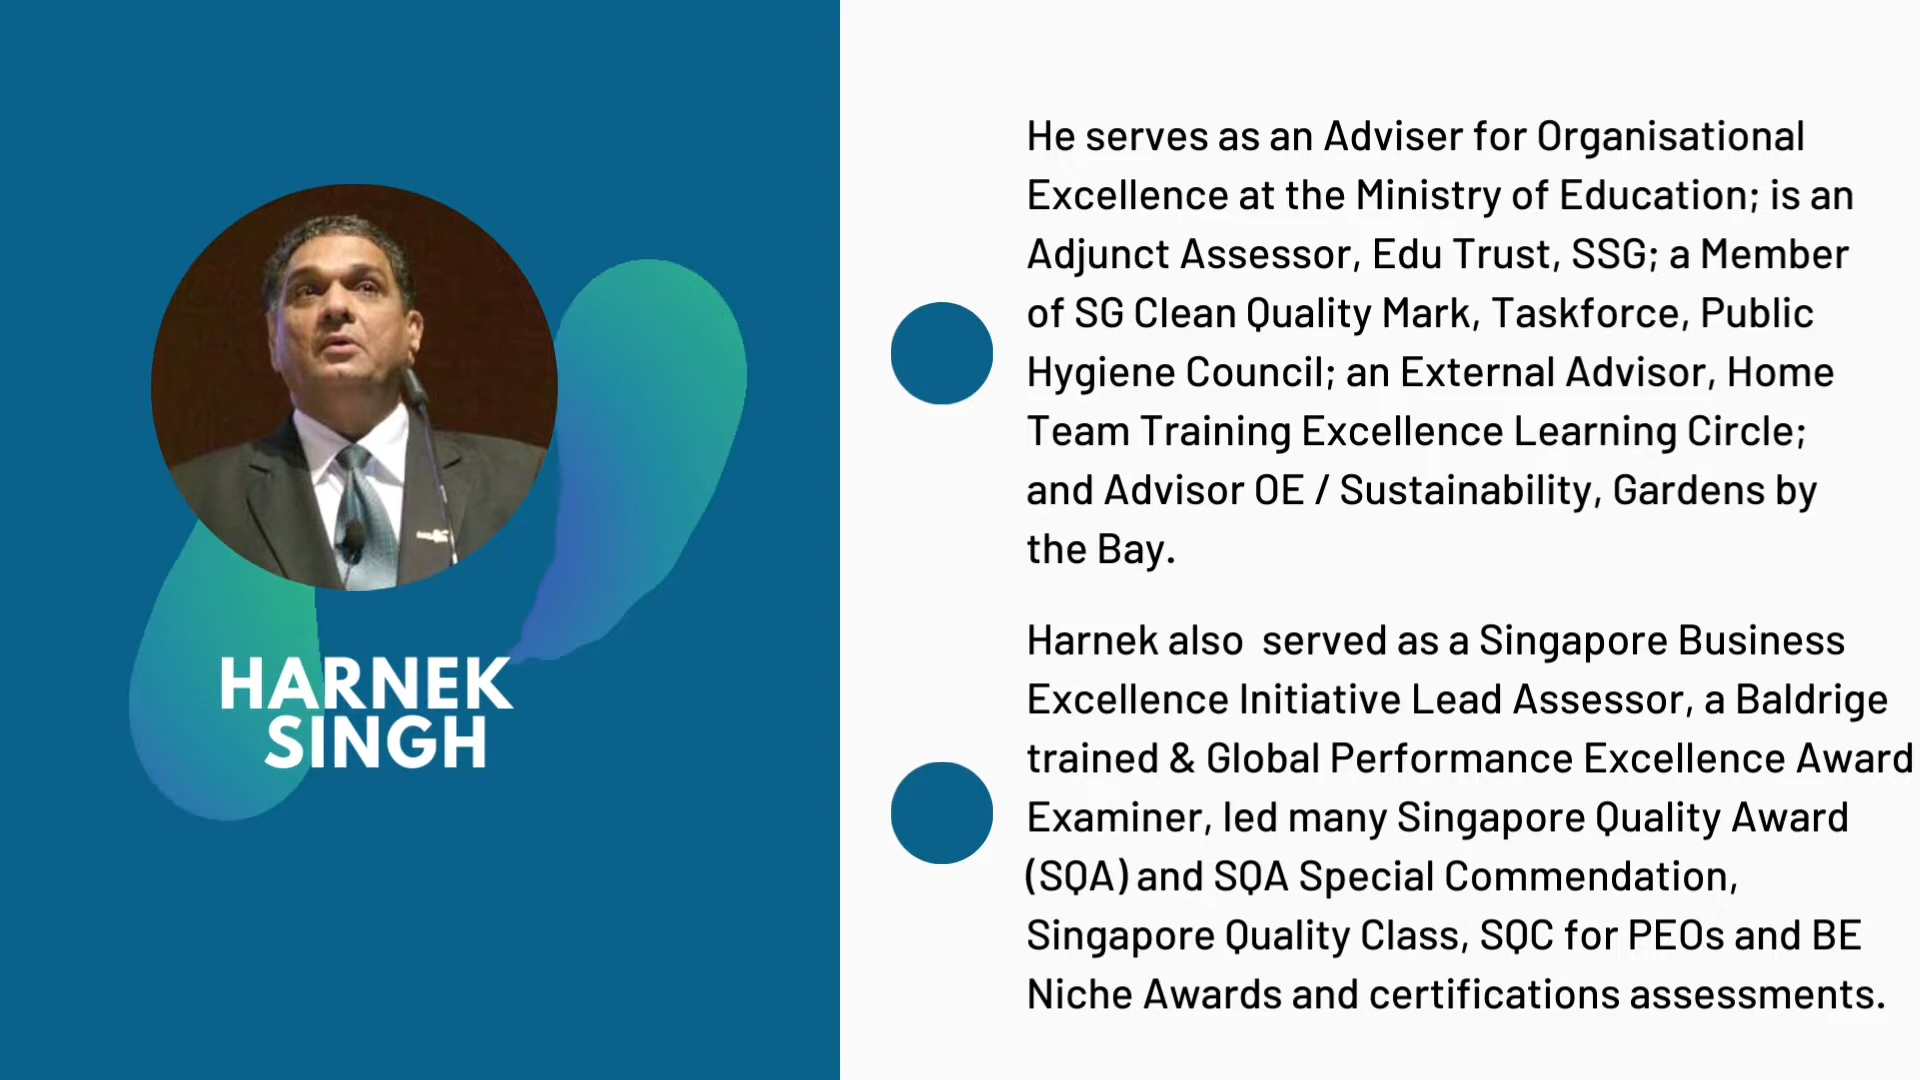 HARNEK
SINGH
He serves as an Adviser for Organisational
Excellence at the Ministry of Education; is an
Adjunct Assessor, Edu Trust, SSG; a Member
of SG Clean Quality Mark, Taskforce, Public
Hygiene Council; an External Advisor, Home
Team Training Excellence Learning Circle;
and Advisor OE / Sustainability, Gardens by
the Bay.
Harnek also  served as a Singapore Business
Excellence Initiative Lead Assessor, a Baldrige
trained & Global Performance Excellence Award
Examiner, led many Singapore Quality Award
(SQA) and SQA Special Commendation,
Singapore Quality Class, SQC for PEOs and BE
Niche Awards and certifications assessments.